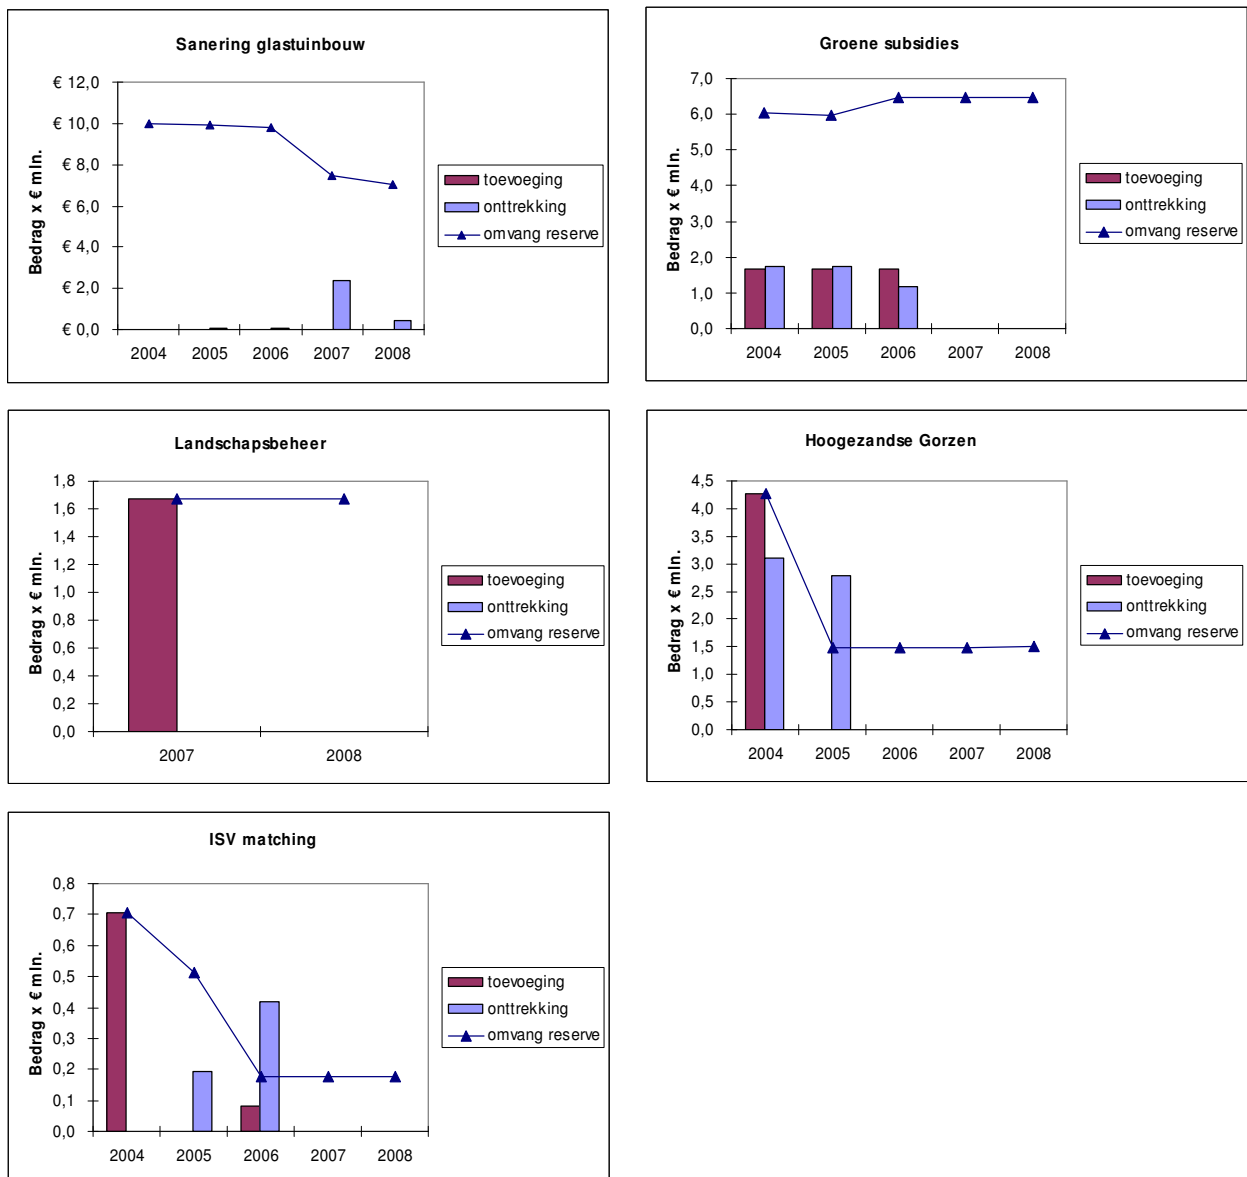 Sanering glastuinbouw
Bedrag x € mln.
€ 12,0
€ 10,0
€ 8,0
€ 6,0
€ 4,0
€ 2,0
€ 0,0
2004 2005 2006 2007 2008
toevoeging
onttrekking
omvang reserve
Groene subsidies
Bedrag x € mln.
7,0
6,0
5,0
4,0
3,0
2,0
1,0
0,0
2004 2005 2006 2007 2008
toevoeging
onttrekking
omvang reserve
Landschapsbeheer
Bedrag x € mln.
1,8
1,6
1,4
1,2
1,0
0,8
0,6
0,4
0,2
0,0
2007 2008
toevoeging
onttrekking
omvang reserve
Hoogezandse Gorzen
Bedrag x € mln.
4,5
4,0
3,5
3,0
2,5
2,0
1,5
1,0
0,5
0,0
2004 2005 2006 2007 2008
toevoeging
onttrekking
omvang reserve
ISV matching
Bedrag x € mln.
0,8
0,7
0,6
0,5
0,4
0,3
0,2
0,1
0,0
2004 2005 2006 2007 2008
toevoeging
onttrekking
omvang reserve